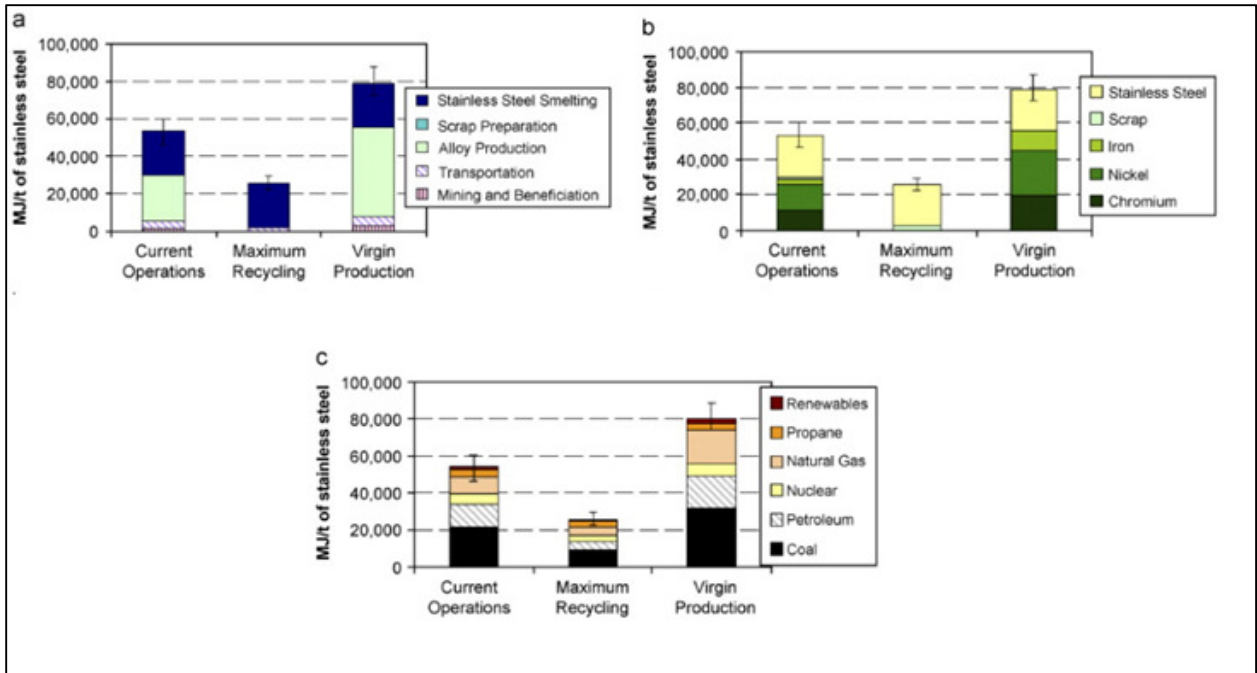 a
MJ/t of stainless steel
100,000
80,000
60,000
40,000
20,000
0
Current
Operations
Maximum
Recycling
Virgin
Production
Stainless Steel Smelting
Scrap Preparation
Alloy Production
Transportation
Mining and Beneficiation
b
MJ/t of stainless steel
100,000
80,000
60,000
40,000
20,000
0
Current
Operations
Maximum
Recycling
Virgin
Production
Stainless Steel
Scrap
Iron
Nickel
Chromium
c
MJ/t of stainless steel
100,000
80,000
60,000
40,000
20,000
0
Current
Operations
Maximum
Recycling
Virgin
Production
Renewables
Propane
Natural Gas
Nuclear
Petroleum
Coal